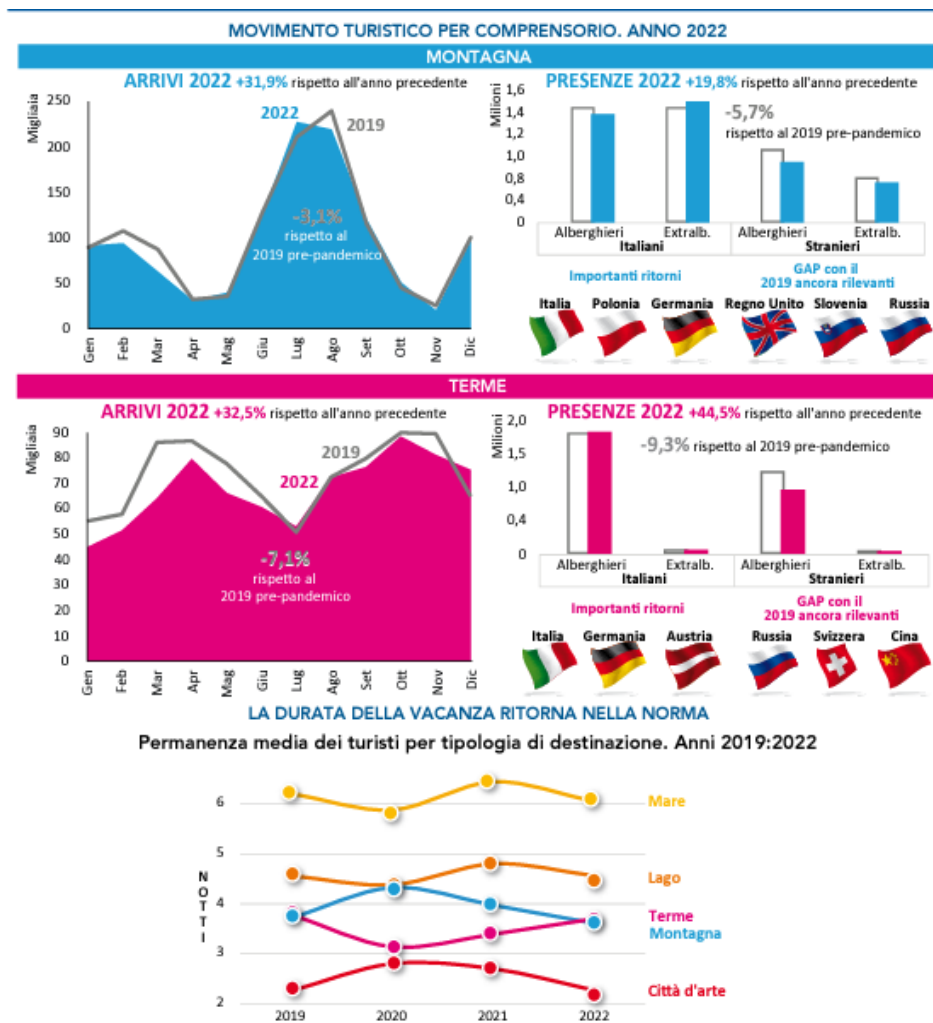 MOVIMENTO TURISTICO PER COMPRENSORIO. ANNO 2022
MONTAGNA
ARRIVI 2022 +31,9% rispetto all'anno precedente
Migliaia
250
200
150
100
50
0
2022
2019
-3,1%
rispetto al
2019 pre-pandemico
Gen Feb Mar Apr Mag Giu Lug Ago Set Ott Nov Dic
PRESENZE 2022 +19,8% rispetto all'anno precedente
Milioni
1,6
1,4
1,2
1,0
0,8
0,6
0
-5,7%
rispetto al 2019 pre-pandemico
Alberghieri Extralb. Alberghieri Extralb.
Italiani Stranieri
Importanti ritorni
GAP con il
2019 ancora rilevanti
Italia Polonia Germania Regno Unito Slovenia Russia
TERME
ARRIVI 2022 +32,5% rispetto all'anno precedente
Migliaia
90
80
70
60
50
40
30
20
10
0
2019
2022
-7,1%
rispetto al
2019 pre-pandemico
Gen Feb Mar Apr Mag Giu Lug Ago Set Ott Nov Dic
PRESENZE 2022 +44,5% rispetto all'anno precedente
Milioni
2,0
1,5
1,0
0,4
0
-9,3% rispetto al 2019 pre-pandemico
Alberghieri Extralb. Alberghieri Extralb.
Italiani Stranieri
Importanti ritorni
GAP con il
2019 ancora rilevanti
Italia Germania Austria Russia Svizzera Cina
LA DURATA DELLA VACANZA RITORNA NELLA NORMA
Permanenza media dei turisti per tipologia di destinazione. Anni 2019:2022
NOTTI
6
5
4
3
2
Mare
Lago
Terme
Montagna
Città d'arte
2019 2020 2021 2022